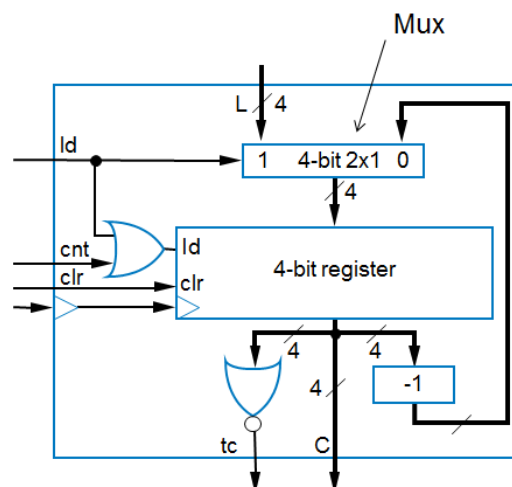 Mux
L 4
ld
1 4-bit 2x1 0
4
cnt
ld
clr
clr
4-bit register
4 4
4
-1
tc C